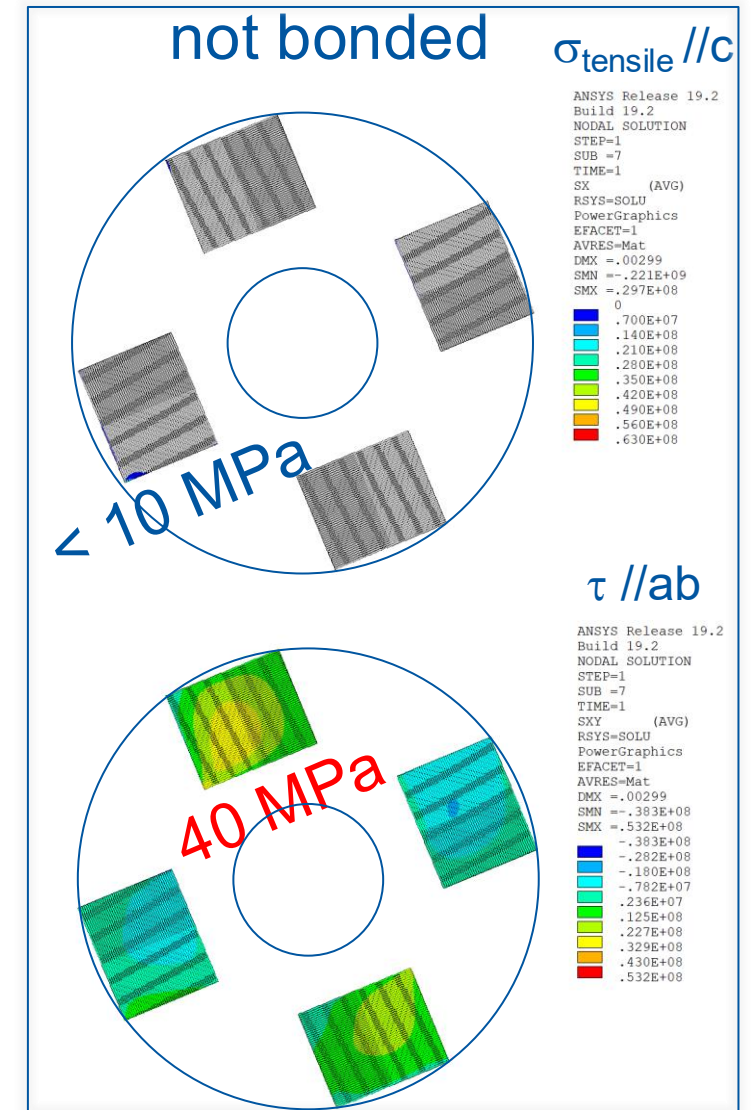 not bonded
σtensile //c
ANSYS Release 19.2
Build 19.2
NODAL SOLUTION
STEP=1
SUB =7
TIME=1
SX (AVG)
RSYS=SOLU
PowerGraphics
EFACET=1
AVRES=Mat
DMX =.00299
SMN =-.221E+09
SMX =.297E+08
0
.700E+07
.140E+08
.210E+08
.280E+08
.350E+08
.420E+08
.490E+08
.560E+08
.630E+08
< 10 MPa
τ //ab
ANSYS Release 19.2
Build 19.2
NODAL SOLUTION
STEP=1
SUB =7
TIME=1
SXY (AVG)
RSYS=SOLU
PowerGraphics
EFACET=1
AVRES=Mat
DMX =.00299
SMN =-.383E+08
SMX =.532E+08
-.383E+08
-.282E+08
-.180E+08
-.782E+07
.236E+07
.125E+08
.227E+08
.329E+08
.430E+08
.532E+08
40 MPa